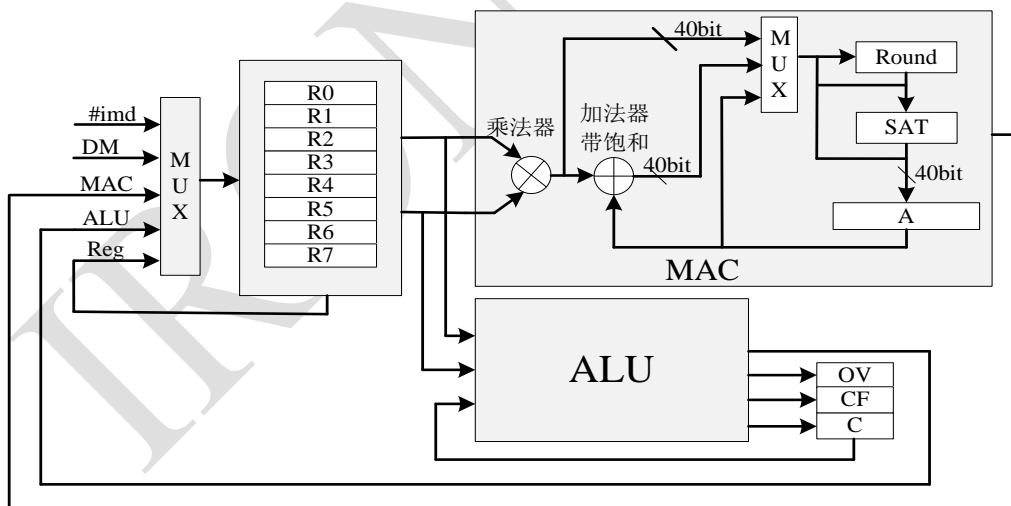 #imd
DM
MAC
ALU
Reg
M
U
X
R0
R1
R2
R3
R4
R5
R6
R7
乘法器
加法器
带饱和
40bit
40bit
M
U
X
Round
SAT
40bit
A
MAC
ALU
OV
CF
C